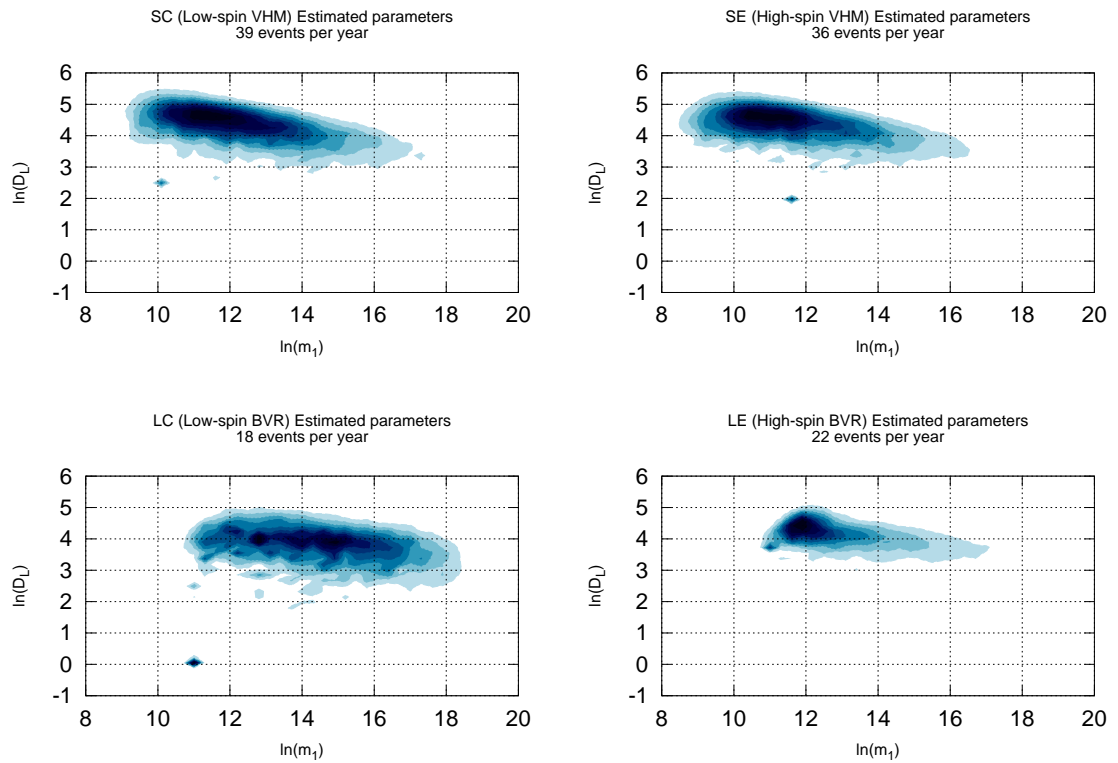 SC (Low-spin VHM) Estimated parameters
39 events per year
6
5
4
3
2
1
0
-1
ln(D_L)
8 10 12 14 16 18 20
ln(m_1)
SE (High-spin VHM) Estimated parameters
36 events per year
6
5
4
3
2
1
0
-1
ln(D_L)
8 10 12 14 16 18 20
ln(m_1)
LC (Low-spin BVR) Estimated parameters
18 events per year
6
5
4
3
2
1
0
-1
ln(D_L)
8 10 12 14 16 18 20
ln(m_1)
LE (High-spin BVR) Estimated parameters
22 events per year
6
5
4
3
2
1
0
-1
ln(D_L)
8 10 12 14 16 18 20
ln(m_1)